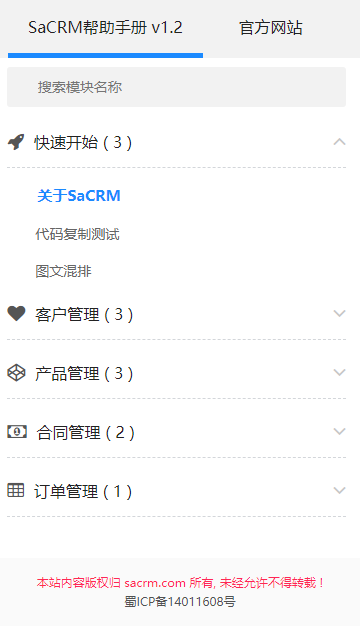 SaCRM帮助手册 v1.2 官方网站
搜索模块名称
快速开始 ( 3 )
关于SaCRM
代码复制测试
图文混排
客户管理 ( 3 )
产品管理 ( 3 )
合同管理 ( 2 )
订单管理 ( 1 )
本站内容版权归 sacrm.com 所有, 未经允许不得转载！
蜀ICP备14011608号